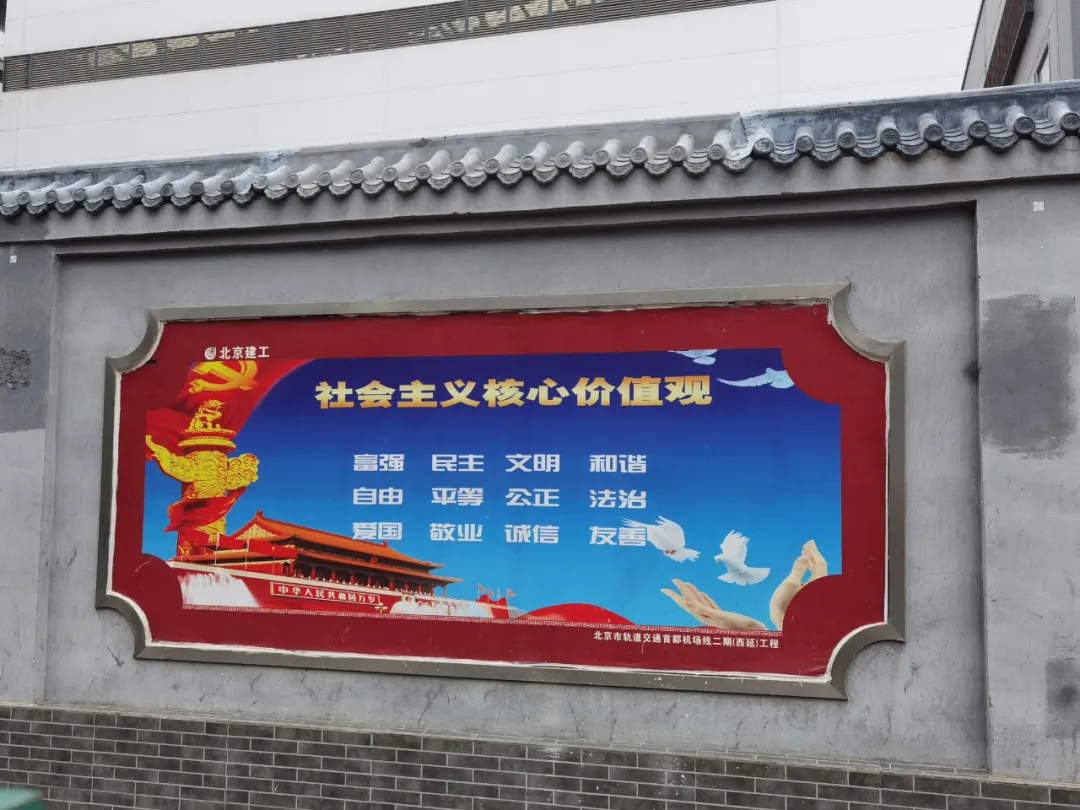 北京建工
社会主义核心价值观
富强 民主 文明 和谐
自由 平等 公正 法治
爱国 敬业 诚信 友善
中华人民共和国万岁
北京市轨道交通首都机场线二期(西延)工程